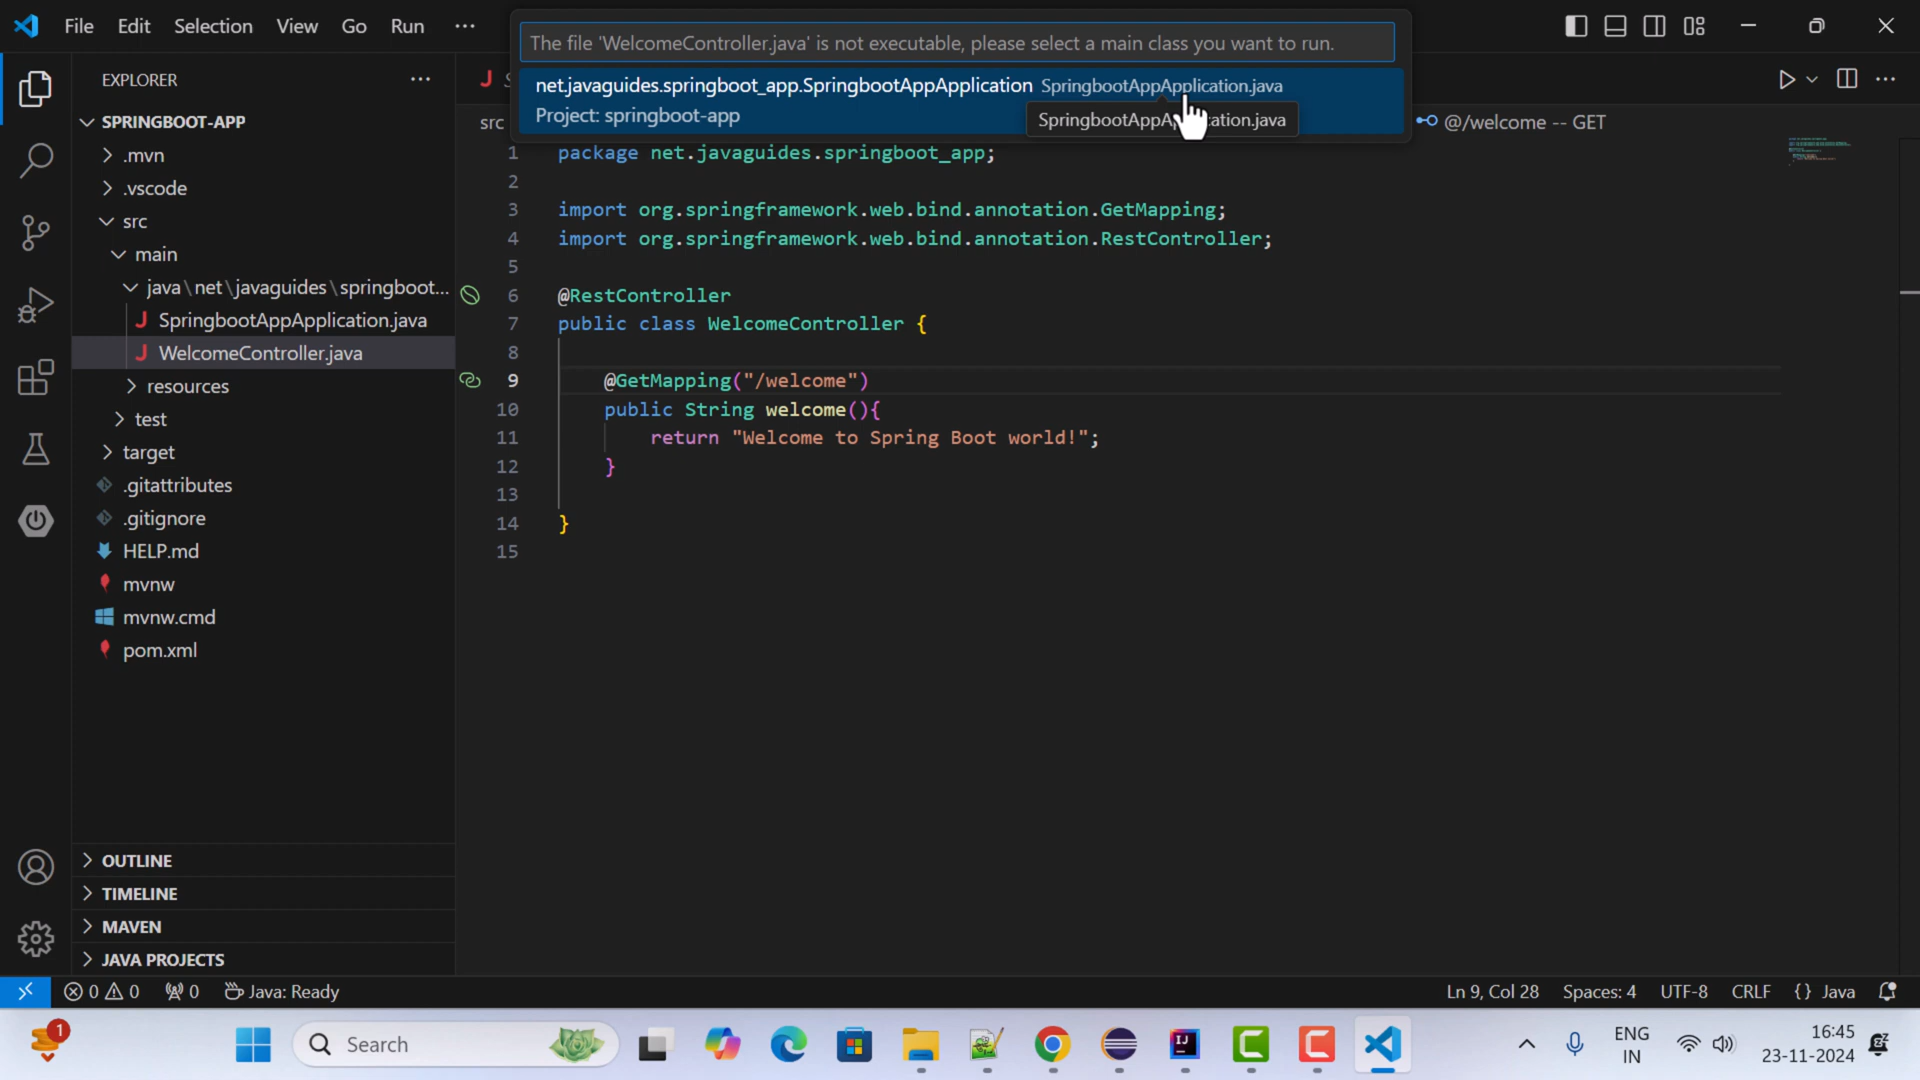 File Edit Selection View Go Run ···
The file 'WelcomeController.java' is not executable, please select a main class you want to run.
net.javaguides.springboot_app.SpringbootAppApplication SpringbootAppApplication.java
Project: springboot-app
EXPLORER
SPRINGBOOT-APP
.mvn
.vscode
src
main
java\net\javaguides\springboot...
J SpringbootAppApplication.java
J WelcomeController.java
resources
test
target
.gitattributes
.gitignore
HELP.md
mvnw
mvnw.cmd
pom.xml
OUTLINE
TIMELINE
MAVEN
JAVA PROJECTS
J
src
@/welcome -- GET
1 package net.javaguides.springboot_app;
2
3 import org.springframework.web.bind.annotation.GetMapping;
4 import org.springframework.web.bind.annotation.RestController;
5
6 @RestController
7 public class WelcomeController {
8
9 @GetMapping("/welcome")
10 public String welcome(){
11 return "Welcome to Spring Boot world!";
12 }
13
14 }
15
0 0 0 Java: Ready
Ln 9, Col 28 Spaces: 4 UTF-8 CRLF {} Java
1
Search
ENG
IN
16:45
23-11-2024